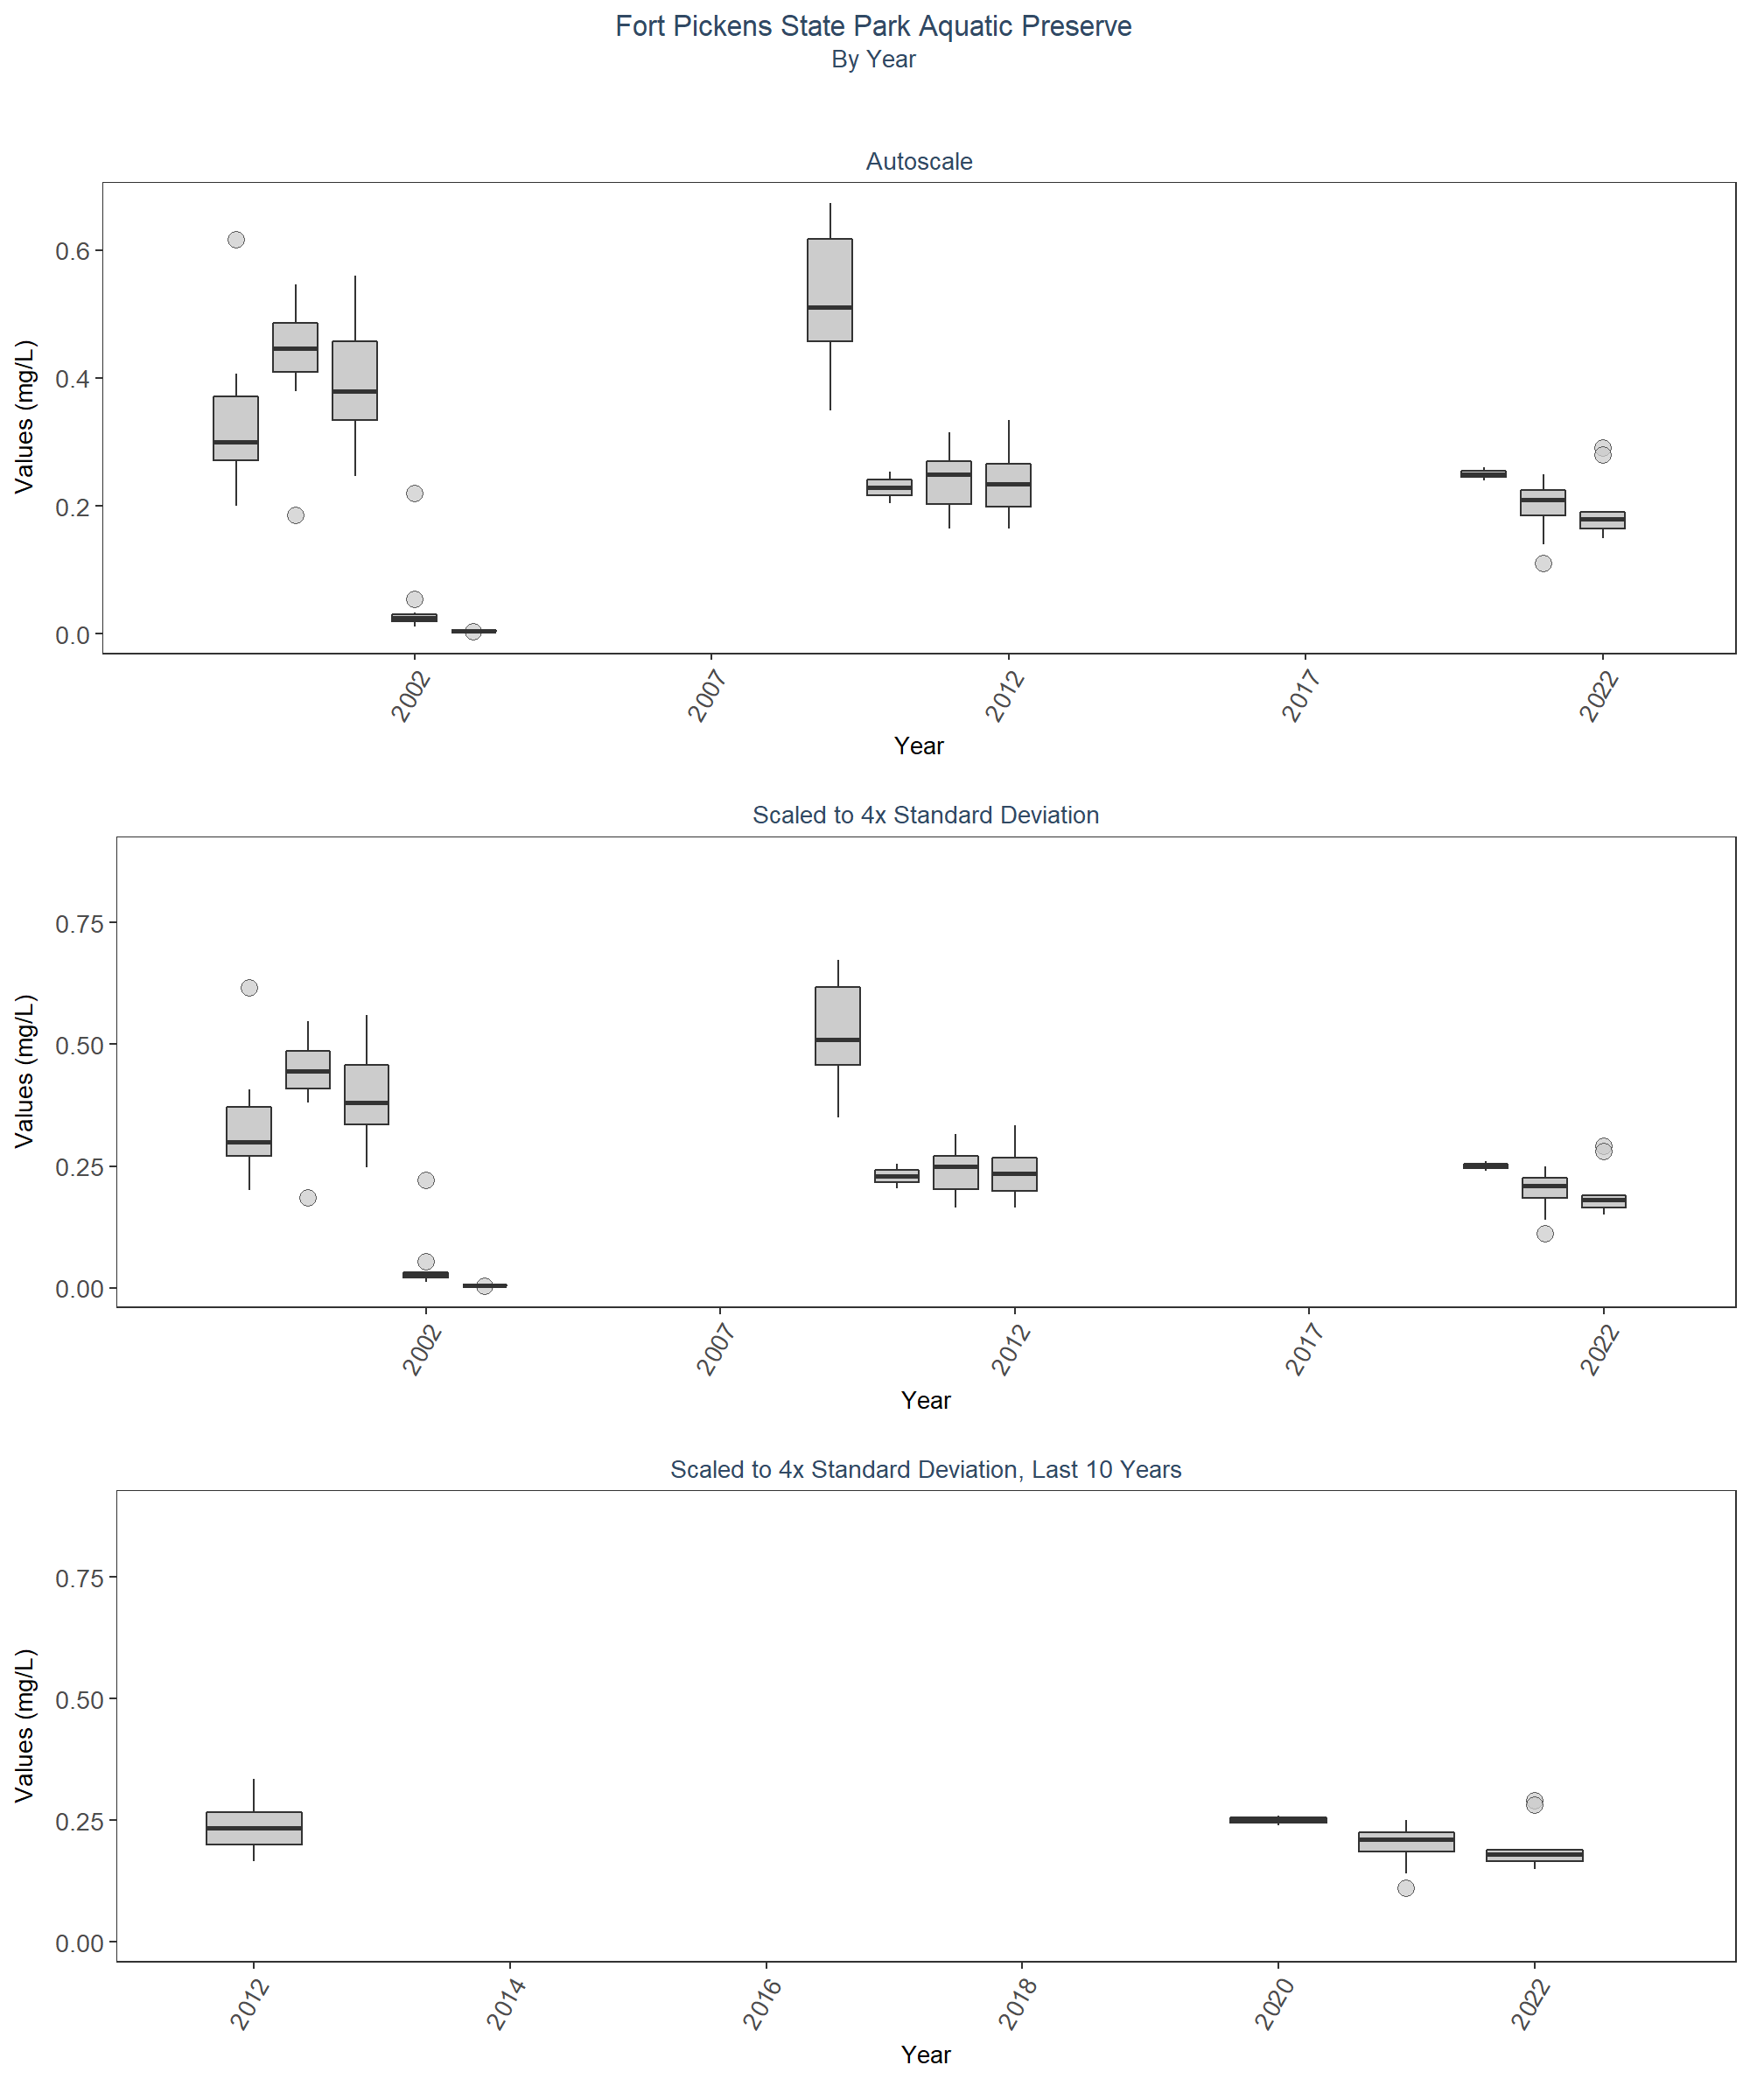 Fort Pickens State Park Aquatic Preserve
By Year
Autoscale
Values (mg/L)
0.6
0.4
0.2
0.0
2002
2007
2012
2017
2022
Year
Scaled to 4x Standard Deviation
Values (mg/L)
0.75
0.50
0.25
0.00
2002
2007
2012
2017
2022
Year
Scaled to 4x Standard Deviation, Last 10 Years
Values (mg/L)
0.75
0.50
0.25
0.00
2012
2014
2016
2018
2020
2022
Year